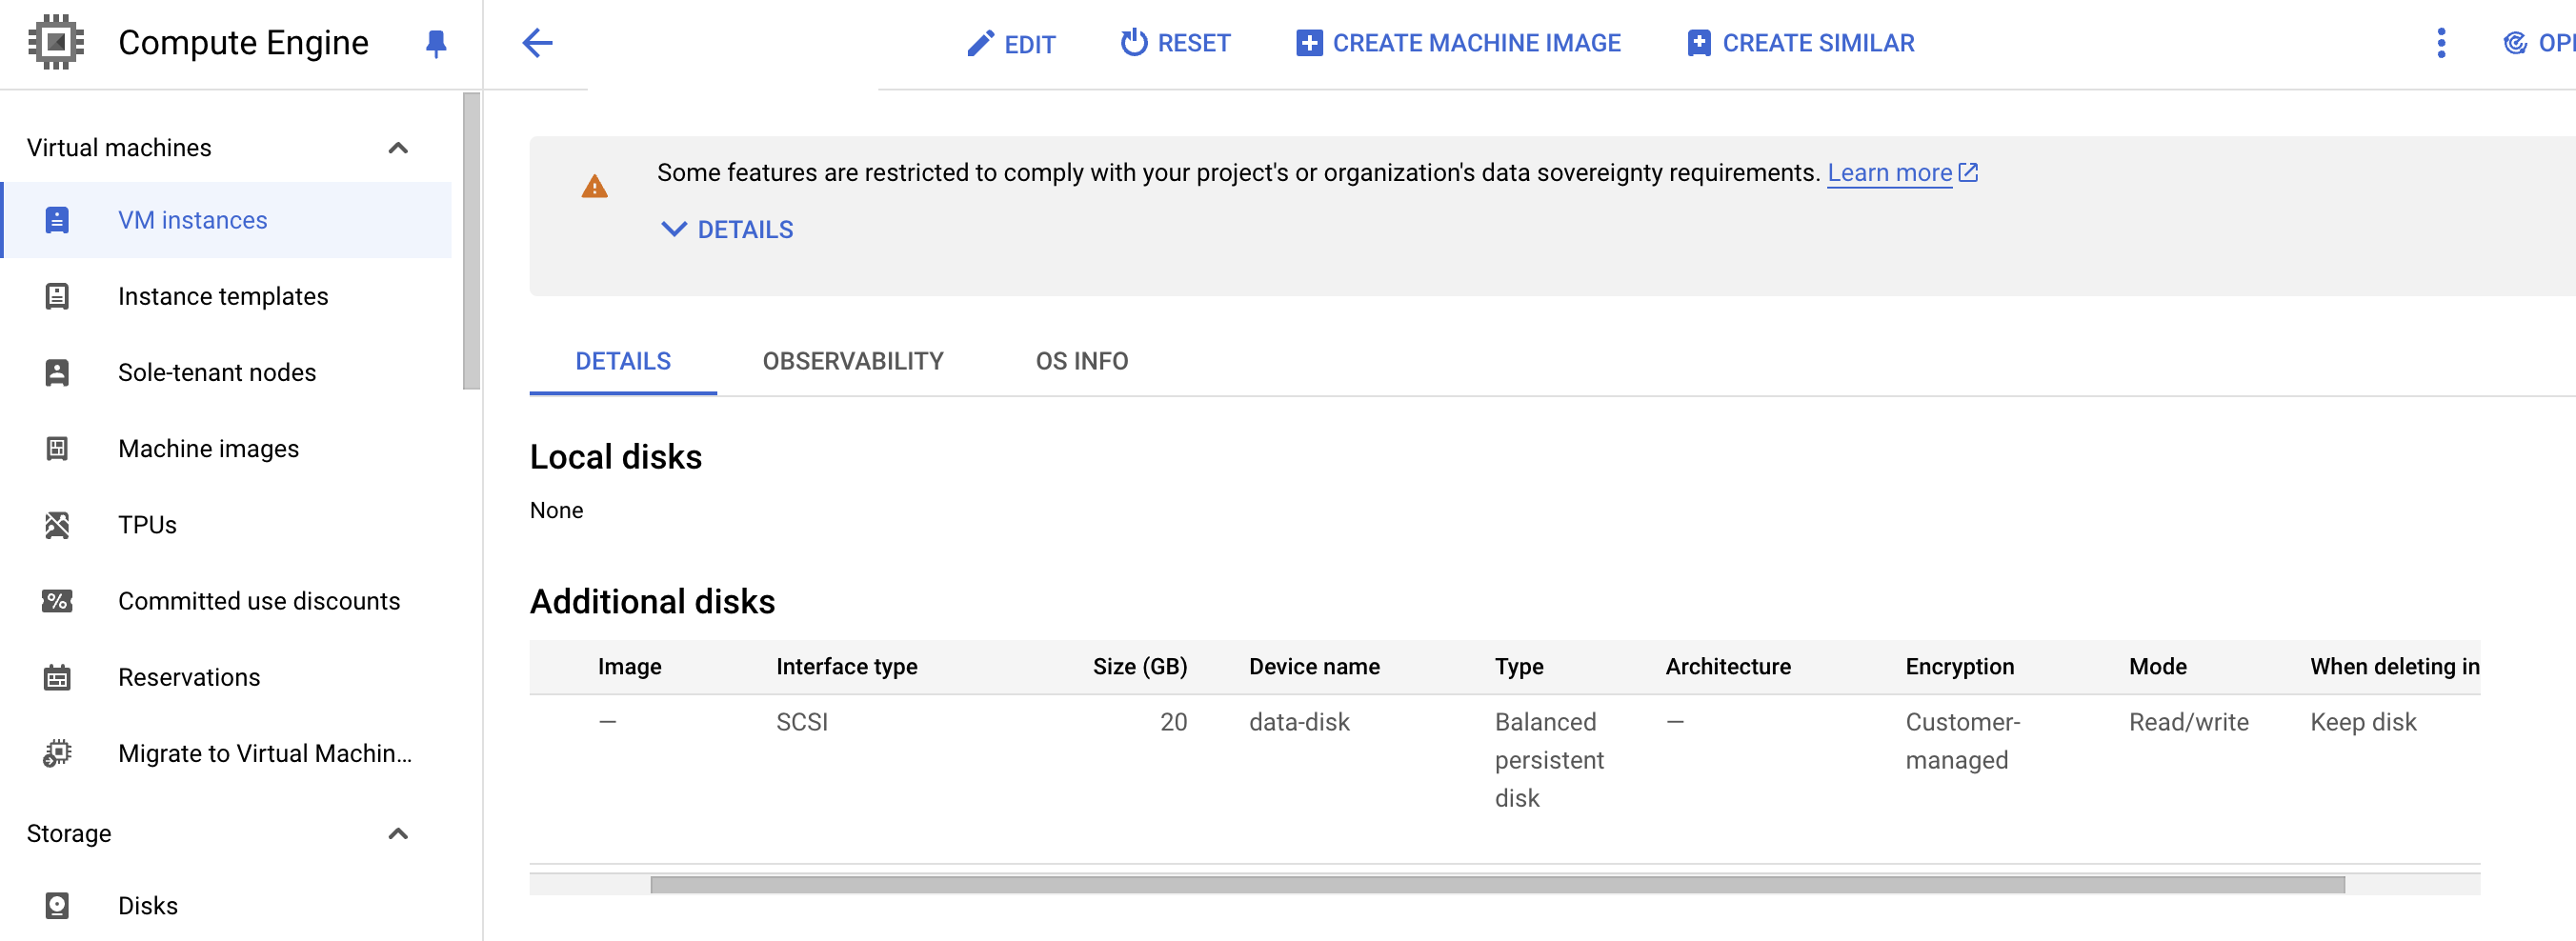 Compute Engine
EDIT
RESET
CREATE MACHINE IMAGE
CREATE SIMILAR
Virtual machines
VM instances
Instance templates
Sole-tenant nodes
Machine images
TPUs
% Committed use discounts
Reservations
Migrate to Virtual Machin...
Storage
Disks
Some features are restricted to comply with your project's or organization's data sovereignty requirements. Learn more
DETAILS
DETAILS OBSERVABILITY OS INFO
Local disks
None
Additional disks
Image Interface type Size (GB) Device name Type Architecture Encryption Mode When deleting in
— SCSI 20 data-disk Balanced persistent disk — Customer-managed Read/write Keep disk